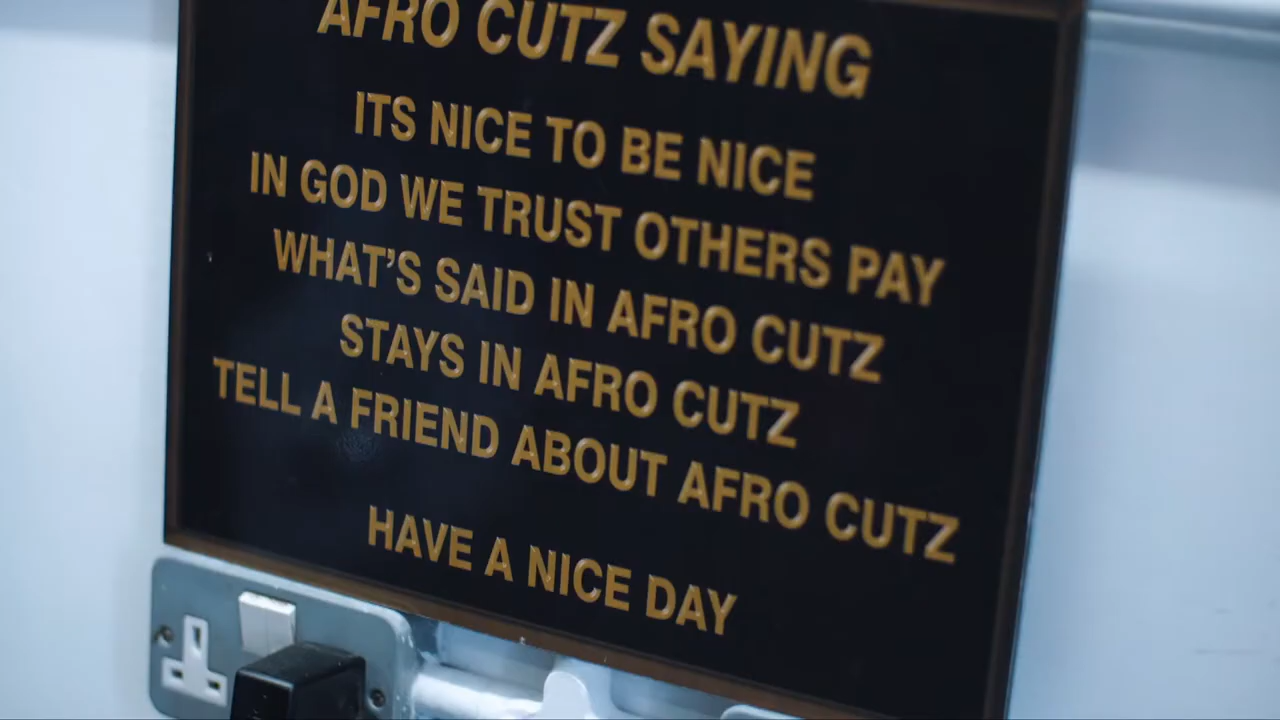 AFRO CUTZ SAYING
ITS NICE TO BE NICE
IN GOD WE TRUST OTHERS PAY
WHAT'S SAID IN AFRO CUTZ
STAYS IN AFRO CUTZ
TELL A FRIEND ABOUT AFRO CUTZ
HAVE A NICE DAY